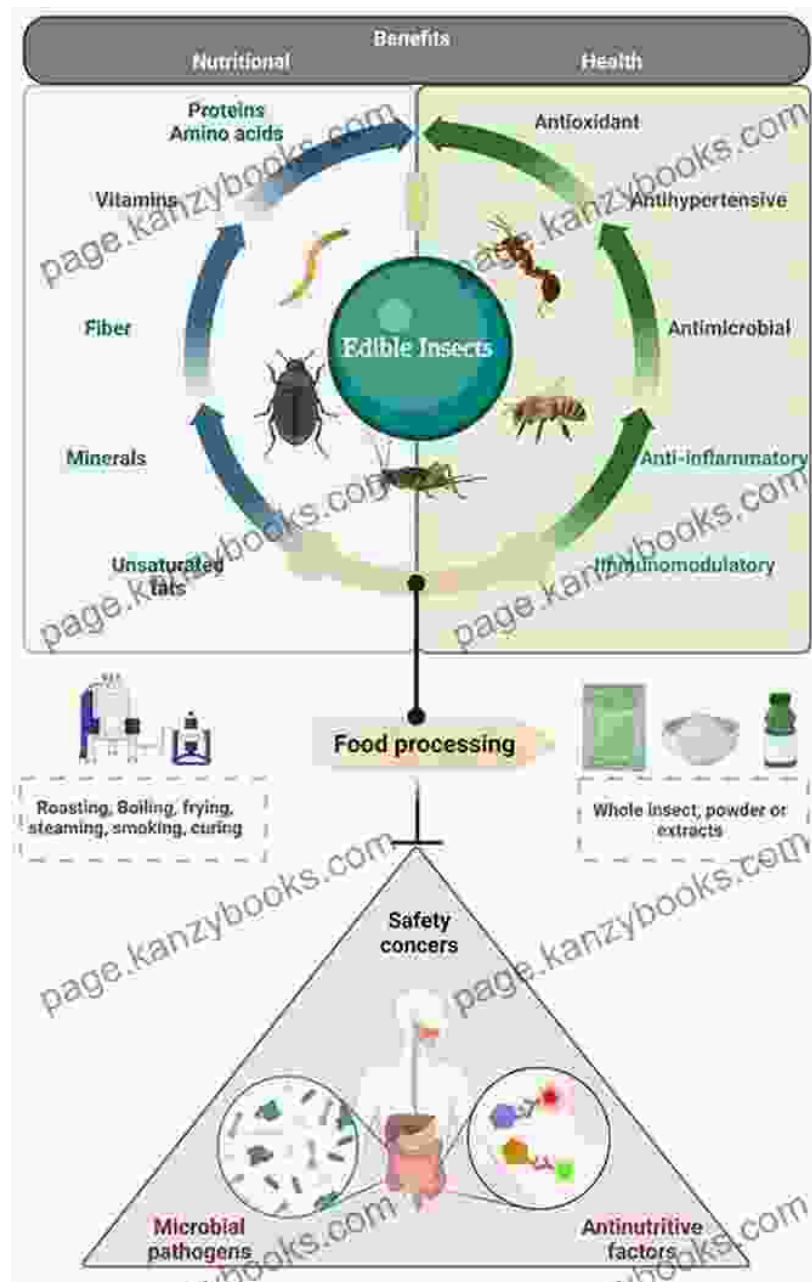 Benefits
Nutritional
Health
Proteins
Amino acids
Vitamins
Fiber
Minerals
Unsaturated
fats
Antioxidant
Antihypertensive
Antimicrobial
Anti-inflammatory
Immunomodulatory
Edible Insects
Food processing
Roasting, Boiling, frying,
steaming, smoking, curing
Whole insect, powder or
extracts
Safety
concers
Microbial
pathogens
Antinutritive
factors
page.kanzybooks.com
page.kanzybooks.com
page.kanzybooks.com
page.kanzybooks.com
page.kanzybooks.com
page.kanzybooks.com
page.kanzybooks.com
page.kanzybooks.com